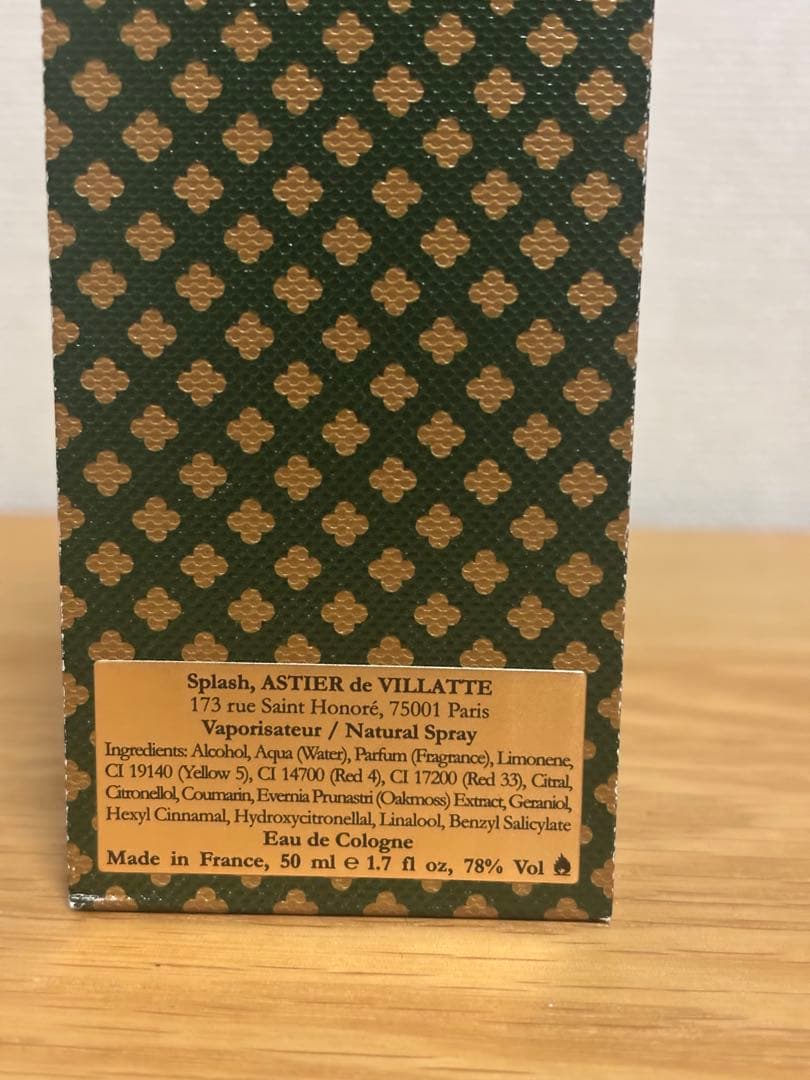 Splash, ASTIER de VILLATTE
173 rue Saint Honoré, 75001 Paris
Vaporisateur / Natural Spray
Ingredients: Alcohol, Aqua (Water), Parfum (Fragrance), Limonene,
CI 19140 (Yellow 5), CI 14700 (Red 4), CI 17200 (Red 33), Citral,
Citronellol, Coumarin, Evernia Prunastri (Oakmoss) Extract, Geraniol,
Hexyl Cinnamal, Hydroxycitronellal, Linalool, Benzyl Salicylate
Eau de Cologne
Made in France, 50 ml ℮ 1.7 fl oz, 78% Vol